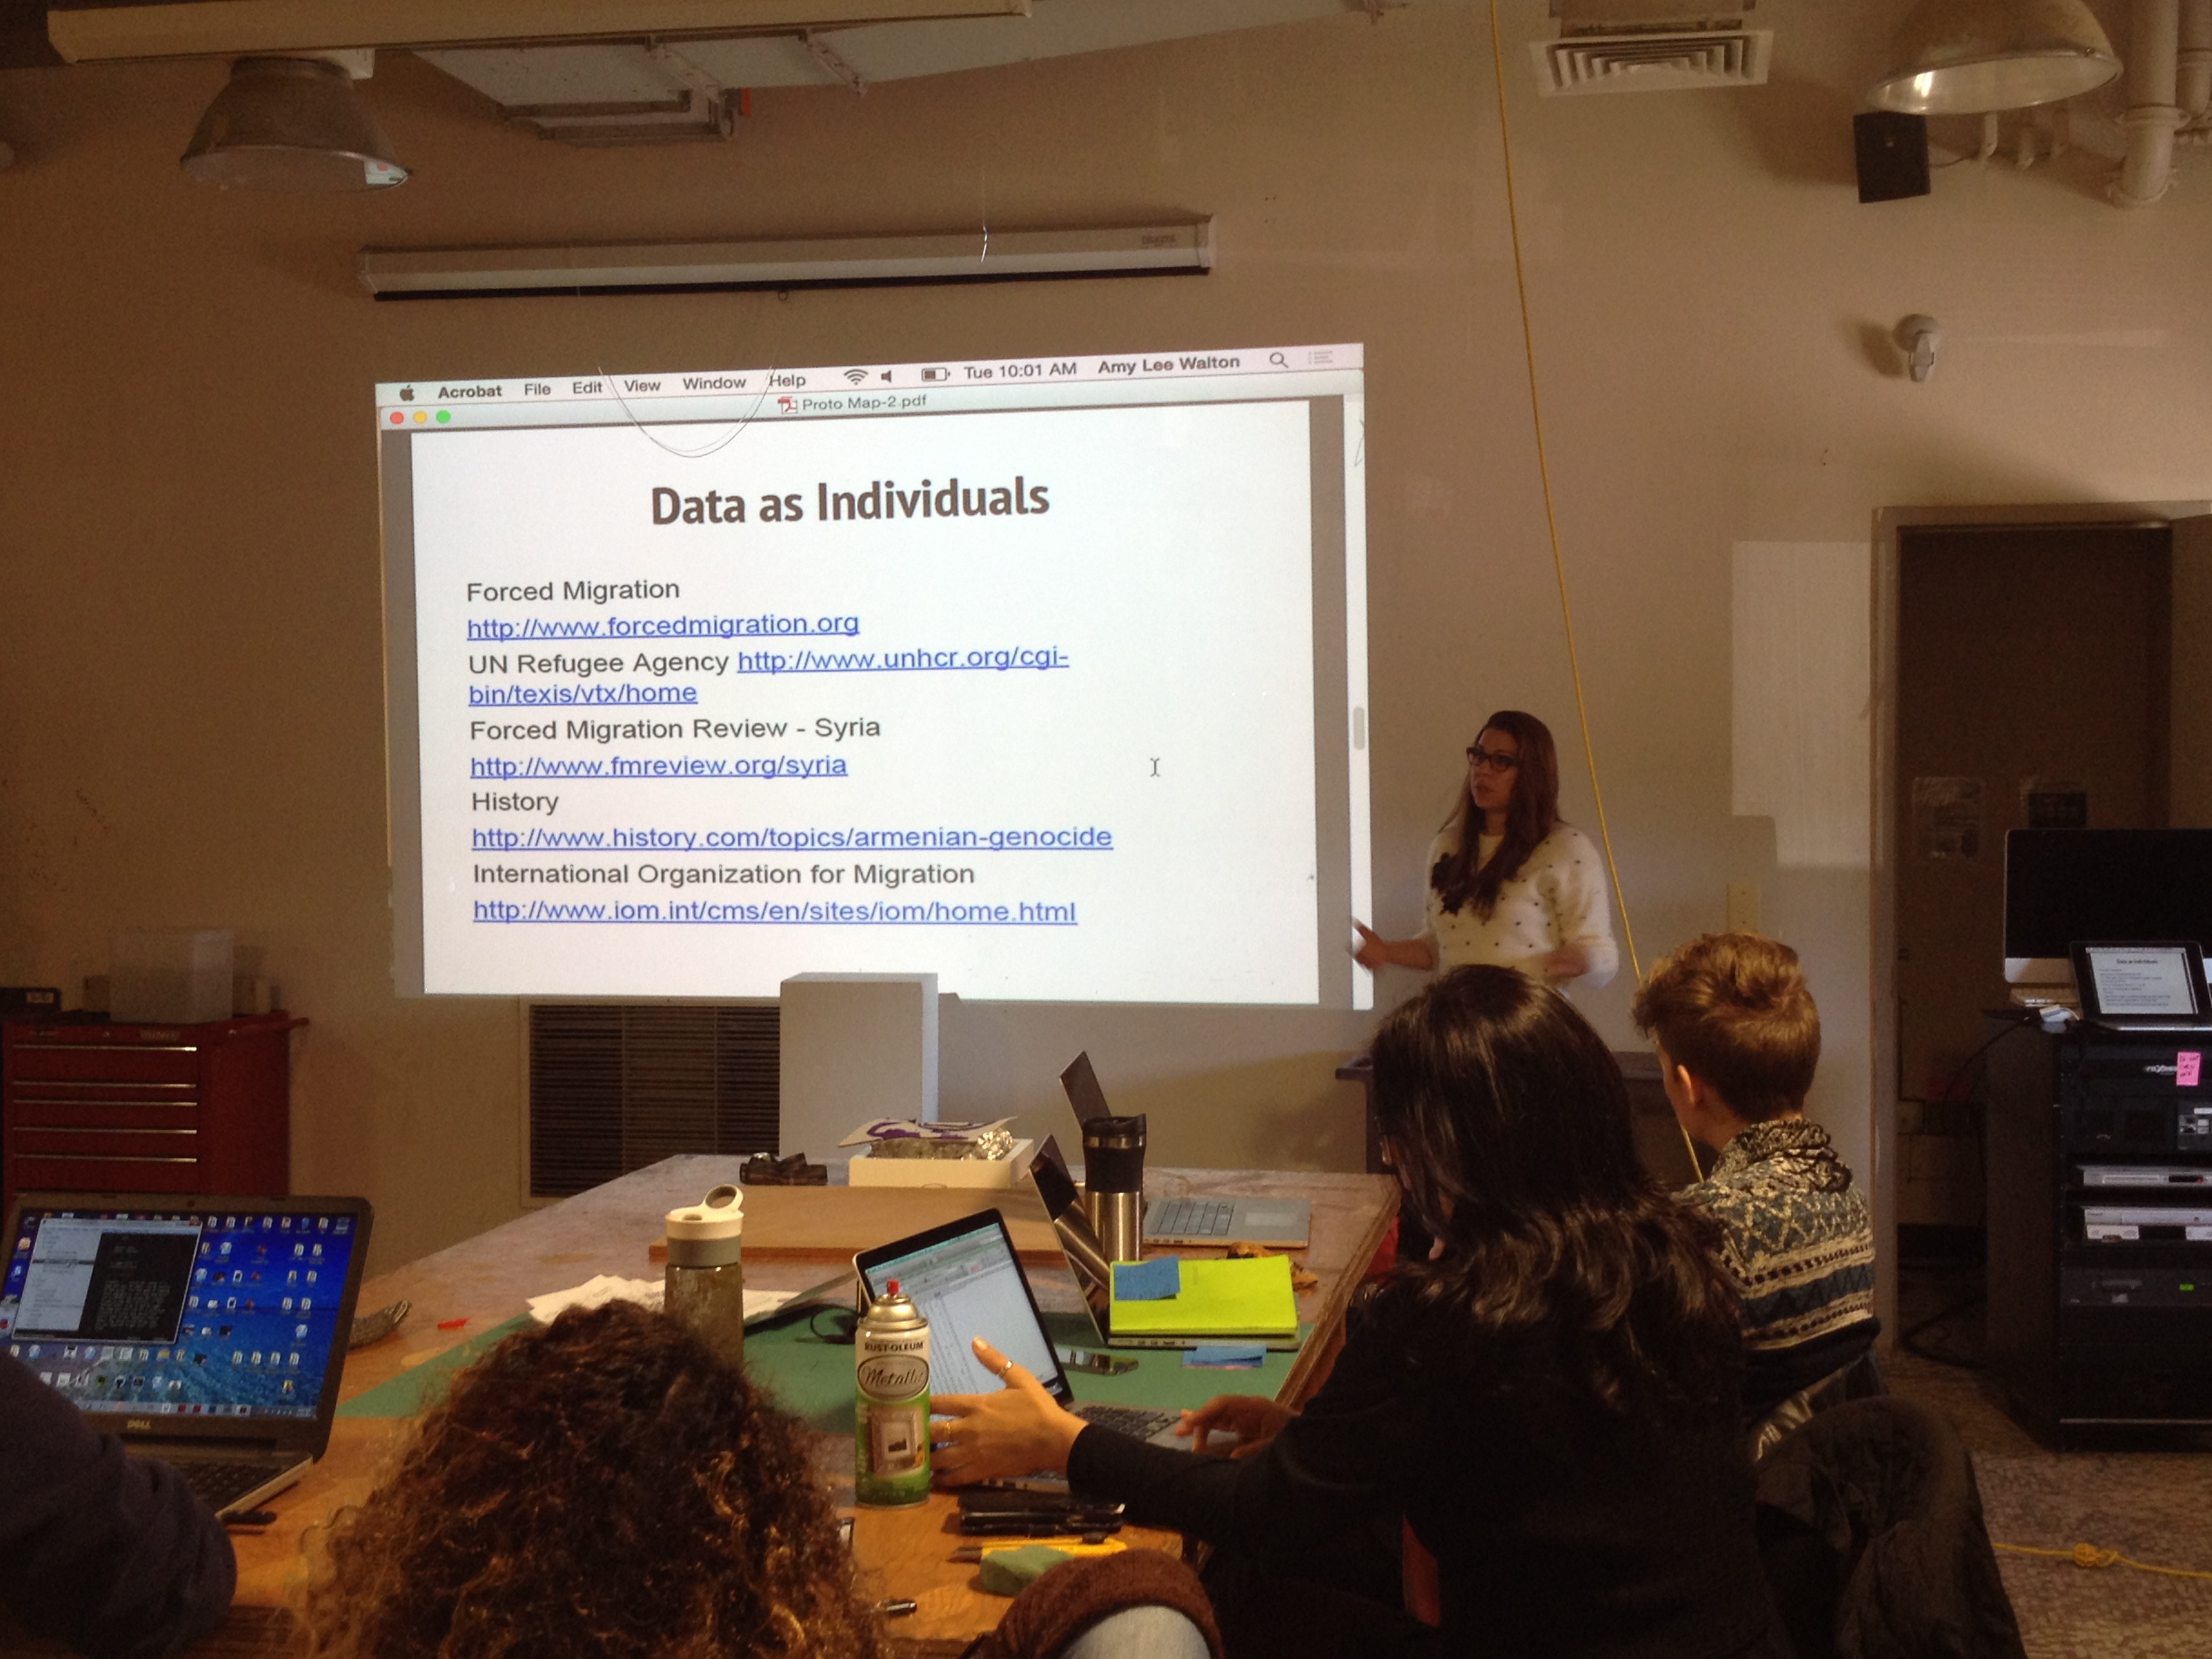 Acrobat File Edit View Window Help Tue 10:01 AM Amy Lee Walton
Proto Map-2.pdf
Data as Individuals
Forced Migration
http://www.forcedmigration.org
UN Refugee Agency http://www.unhcr.org/cgi-
bin/texis/vtx/home
Forced Migration Review - Syria
http://www.fmreview.org/syria
History
http://www.history.com/topics/armenian-genocide
International Organization for Migration
http://www.iom.int/cms/en/sites/iom/home.html
Data as Individuals
DELL
RUST-OLEUM
Metallic